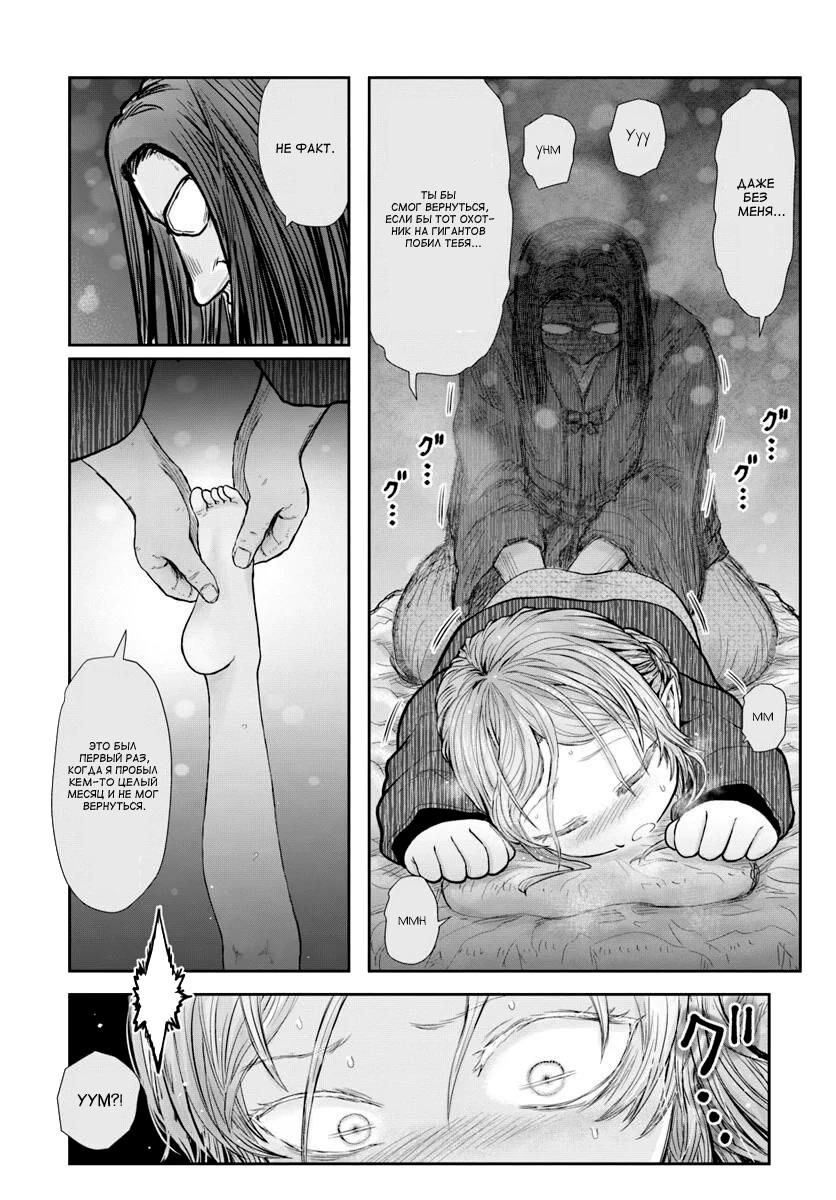 ДАЖЕ
БЕЗ
МЕНЯ...
Ууу
УНМ
ТЫ БЫ
СМОГ ВЕРНУТЬСЯ,
ЕСЛИ БЫ ТОТ ОХОТ-
НИК НА ГИГАНТОВ
ПОБИЛ ТЕБЯ...
グ゛...
グ゛...
ММ
ММН
НЕ ФАКТ.
ЭТО БЫЛ
ПЕРВЫЙ РАЗ,
КОГДА Я ПРОБЫЛ
КЕМ-ТО ЦЕЛЫЙ
МЕСЯЦ И НЕ МОГ
ВЕРНУТЬСЯ.
グ゛...
УУМ?!